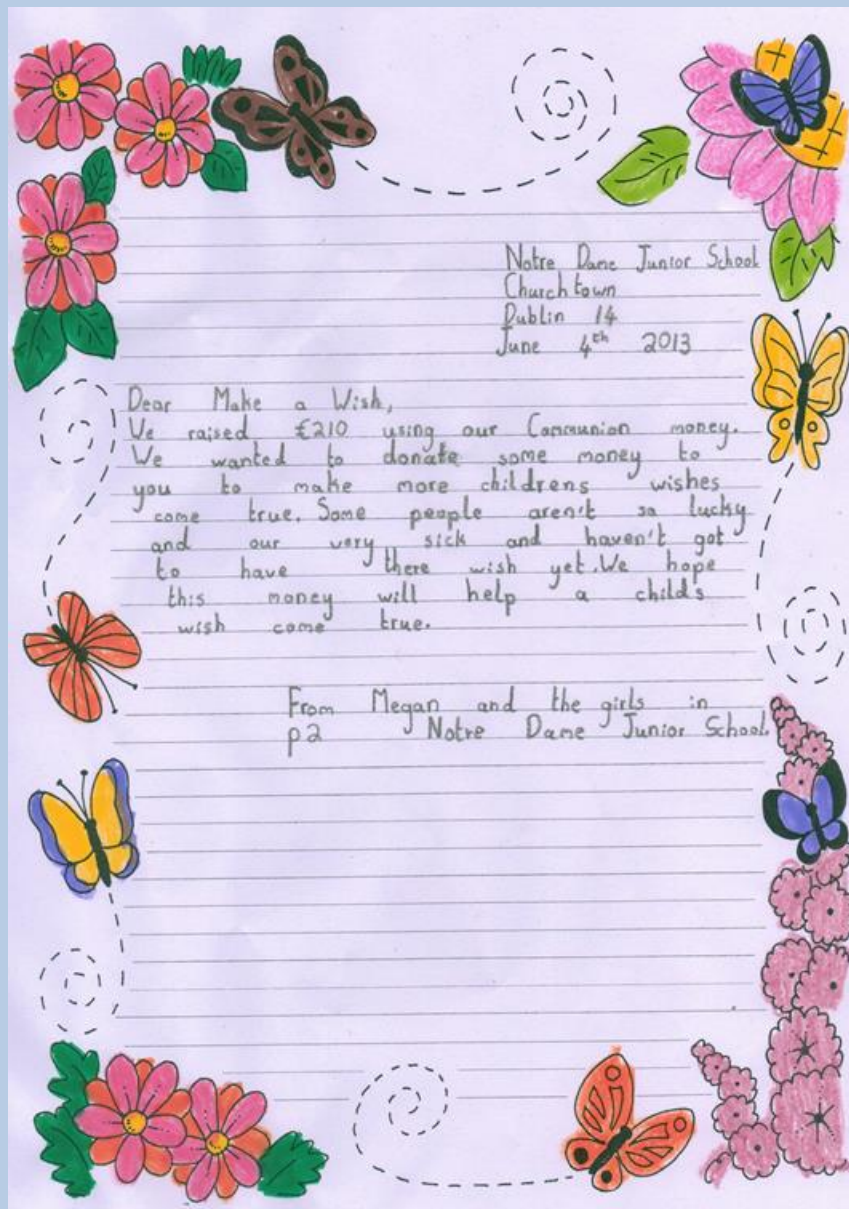 Notre Dame Junior School
Churchtown
Dublin 14
June 4th 2013
Dear Make a Wish,
We raised £210 using our Communion money.
We wanted to donate some money to
you to make more childrens wishes
come true. Some people aren't so lucky
and our very sick and haven't got
to have there wish yet. We hope
this money will help a childs
wish come true.
From Megan and the girls in
p2 Notre Dame Junior School.